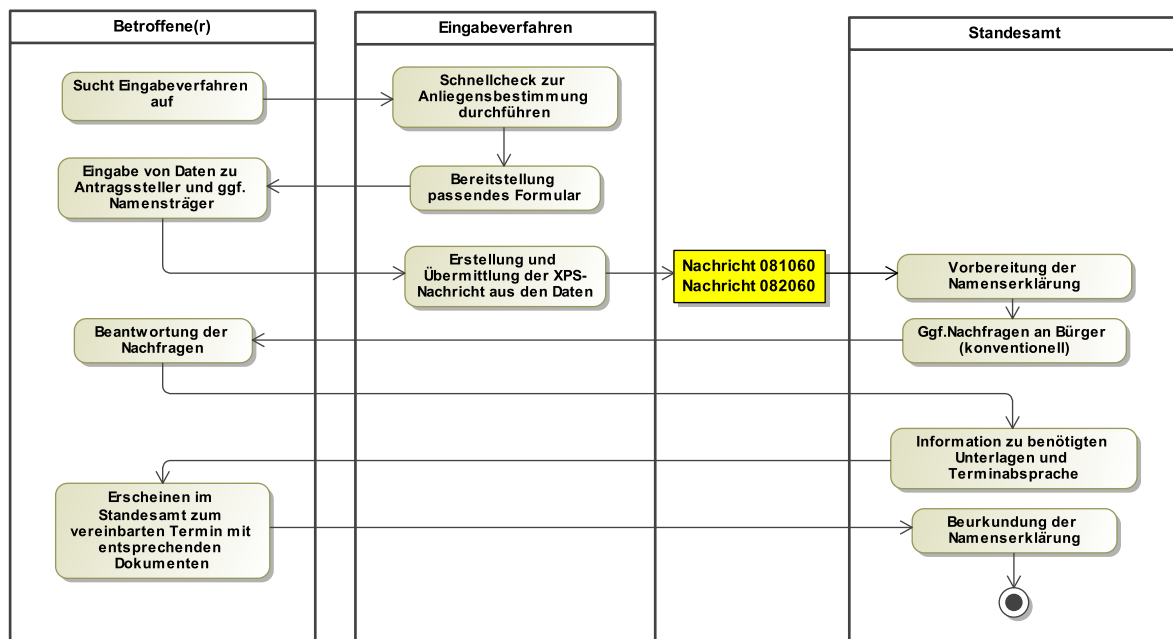 Betroffene(r)
Eingabeverfahren
Standesamt
Sucht Eingabeverfahren
auf
Schnellcheck zur
Anliegensbestimmung
durchführen
Eingabe von Daten zu
Antragssteller und ggf.
Namensträger
Bereitstellung
passendes Formular
Erstellung und
Übermittlung der XPS-
Nachricht aus den Daten
Nachricht 081060
Nachricht 082060
Vorbereitung der
Namenserklärung
Beantwortung der
Nachfragen
Ggf.Nachfragen an Bürger
(konventionell)
Information zu benötigten
Unterlagen und
Terminabsprache
Erscheinen im
Standesamt zum
vereinbarten Termin mit
entsprechenden
Dokumenten
Beurkundung der
Namenserklärung